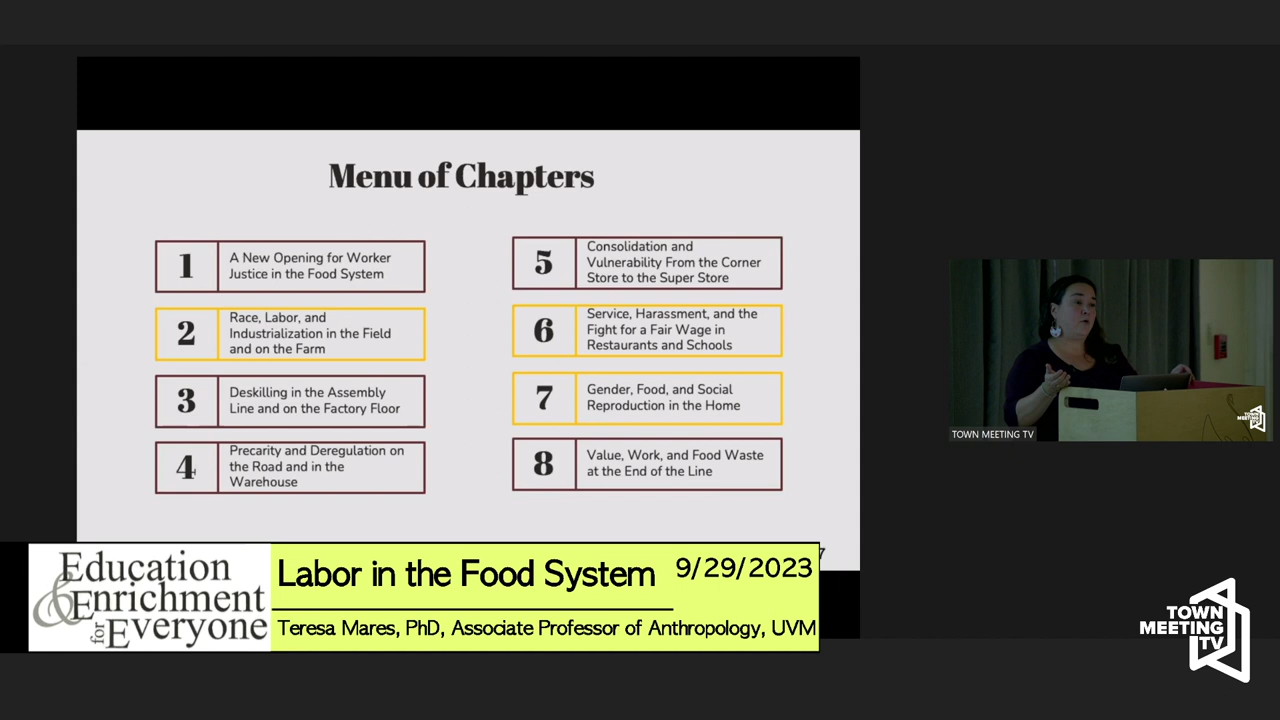 Menu of Chapters
1
A New Opening for Worker
Justice in the Food System
2
Race, Labor, and
Industrialization in the Field
and on the Farm
3
Deskilling in the Assembly
Line and on the Factory Floor
4
Precarity and Deregulation on
the Road and in the
Warehouse
5
Consolidation and
Vulnerability From the Corner
Store to the Super Store
6
Service, Harassment, and the
Fight for a Fair Wage in
Restaurants and Schools
7
Gender, Food, and Social
Reproduction in the Home
8
Value, Work, and Food Waste
at the End of the Line
7
TOWN MEETING TV
TOWN
MEETING
TV
Education
& Enrichment
for Everyone
Labor in the Food System
9/29/2023
Teresa Mares, PhD, Associate Professor of Anthropology, UVM
TOWN
MEETING
TV